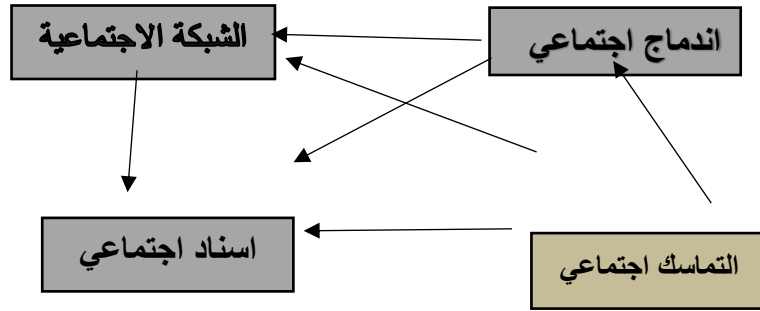 اندماج اجتماعي
الشبكة الاجتماعية
التماسك اجتماعي
اسناد اجتماعي